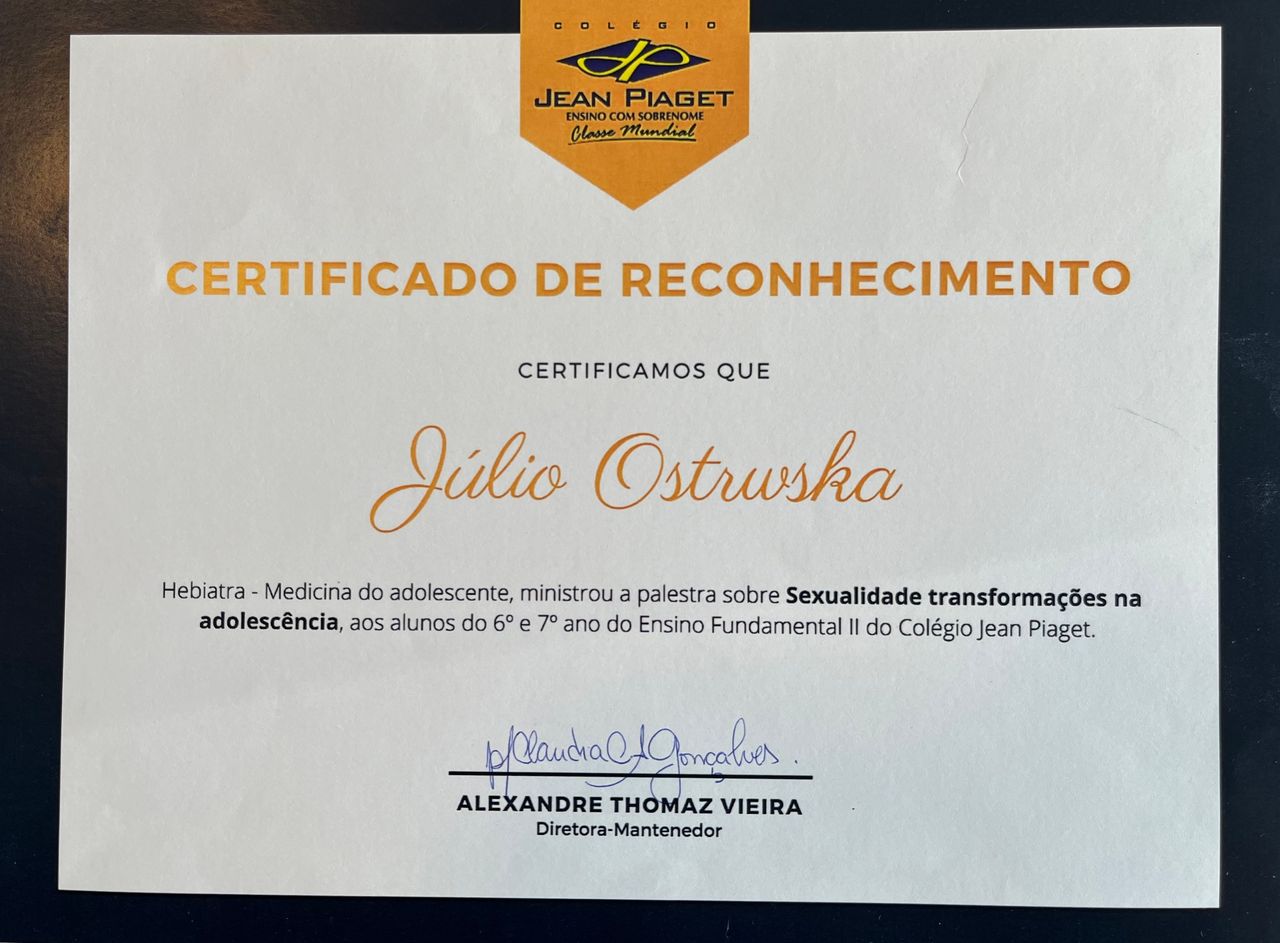 COLÉGIO
JEAN PIAGET
ENSINO COM SOBRENOME
Classe Mundial
CERTIFICADO DE RECONHECIMENTO
CERTIFICAMOS QUE
Júlio Ostrwska
Hebiatra - Medicina do adolescente, ministrou a palestra sobre Sexualidade transformações na
adolescência, aos alunos do 6º e 7º ano do Ensino Fundamental II do Colégio Jean Piaget.
p/Claudia Gonçalves.
ALEXANDRE THOMAZ VIEIRA
Diretora-Mantenedor